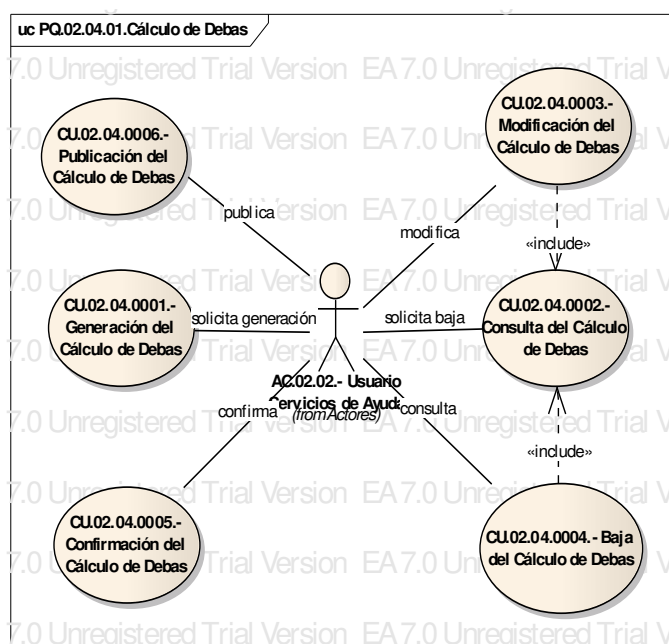 uc PQ.02.04.01.Cálculo de Debas
7.0 Unregistered Trial Version EA 7.0 Unregistered Trial V
CU.02.04.0006.-
Publicación del
Cálculo de Debas
CU.02.04.0003.-
Modificación del
Cálculo de Debas
publica
modifica
«include»
CU.02.04.0001.-
Generación del
Cálculo de Debas
solicita generación
solicita baja
CU.02.04.0002.-
Consulta del Cálculo
de Debas
AC.02.02.- Usuario
Servicios de Ayuda
(from Actores)
confirma
consulta
«include»
CU.02.04.0005.-
Confirmación del
Cálculo de Debas
CU.02.04.0004.- Baja
del Cálculo de Debas
7.0 Unregistered Trial Version EA 7.0 Unregistered Trial V